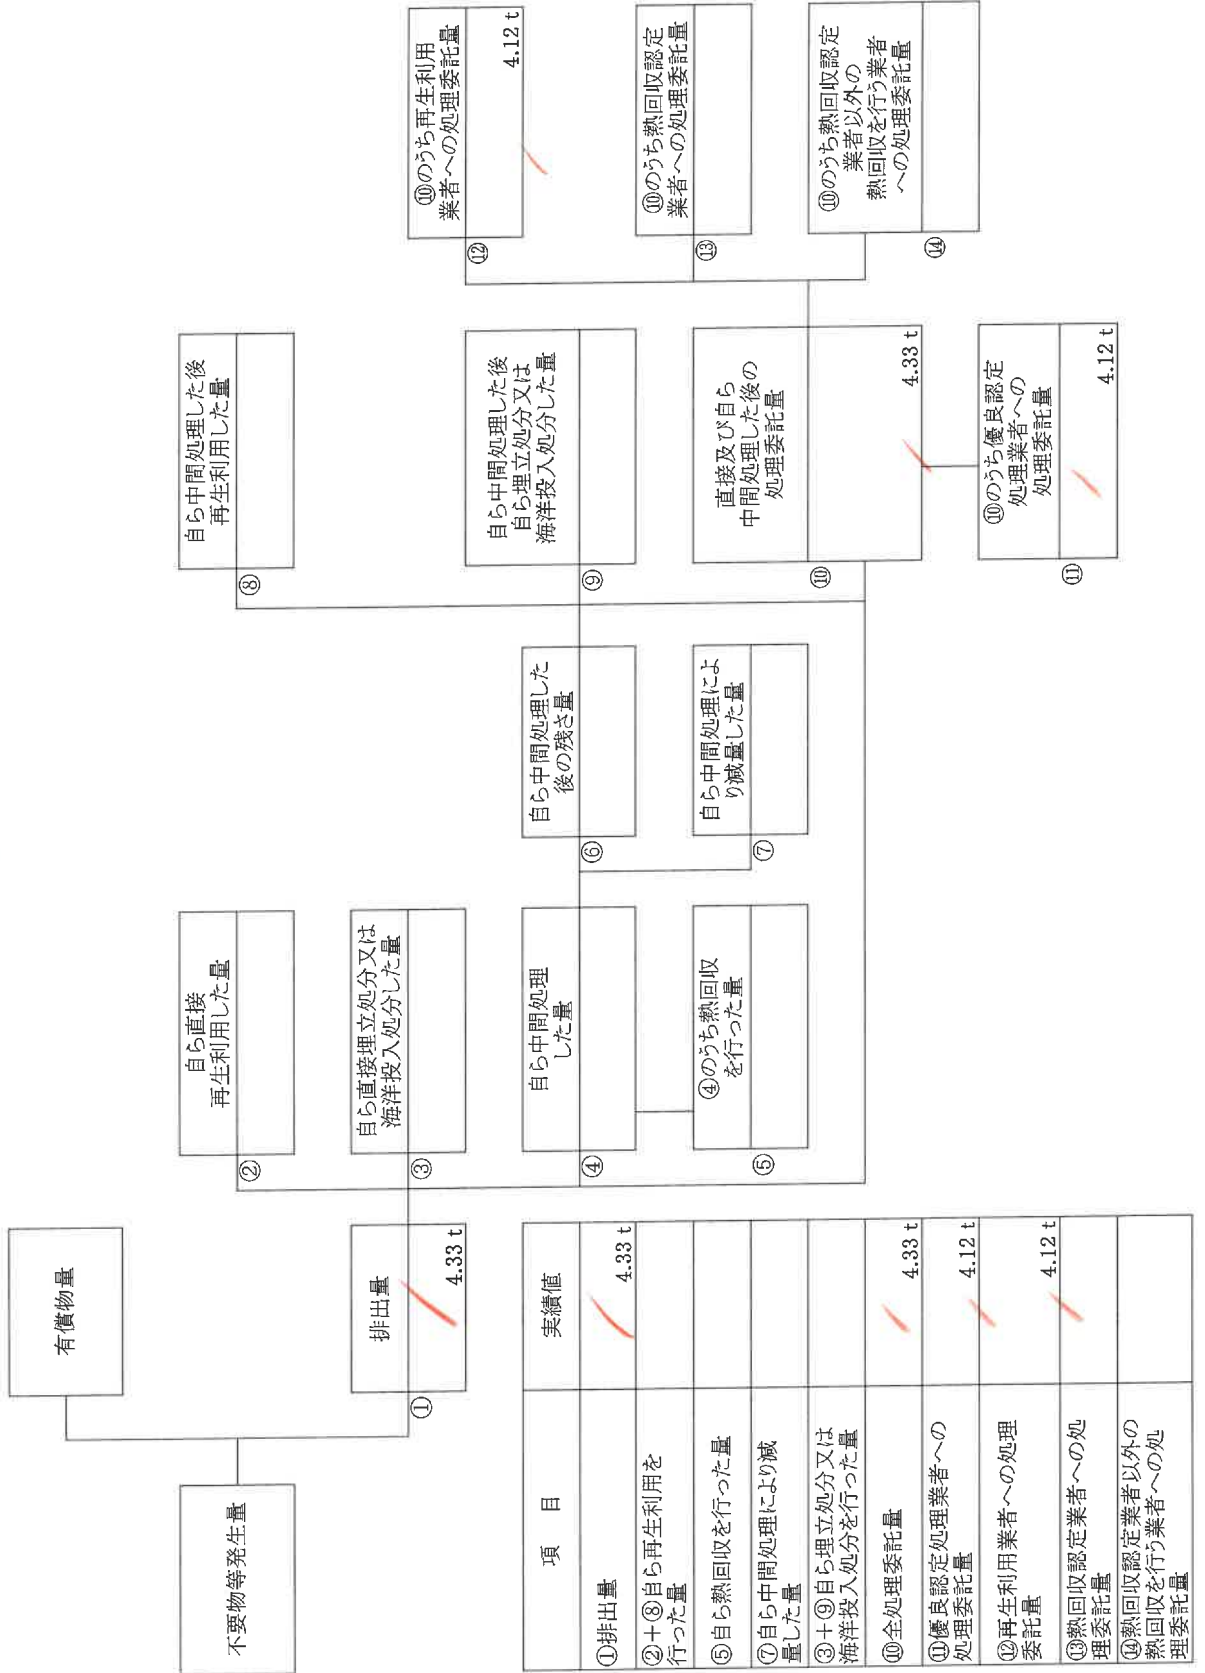 不要物等発生量
有償物量
排出量
①
4.33 t
自ら直接
再生利用した量
②
自ら直接埋立処分又は
海洋投入処分した量
③
自ら中間処理
した量
④
④のうち熱回収
を行った量
⑤
自ら中間処理した
後の残さ量
⑥
自ら中間処理によ
り減量した量
⑦
自ら中間処理した後
再生利用した量
⑧
自ら中間処理した後
自ら埋立処分又は
海洋投入処分した量
⑨
直接及び自ら
中間処理した後の
処理委託量
⑩
4.33 t
⑩のうち優良認定
処理業者への
処理委託量
⑪
4.12 t
⑩のうち再生利用
業者への処理委託量
⑫
4.12 t
⑩のうち熱回収認定
業者への処理委託量
⑬
⑩のうち熱回収認定
業者以外の
熱回収を行う業者
への処理委託量
⑭
項 目
実績値
①排出量
4.33 t
②+⑧自ら再生利用を
行った量
⑤自ら熱回収を行った量
⑦自ら中間処理により減
量した量
③+⑨自ら埋立処分又は
海洋投入処分を行った量
⑩全処理委託量
4.33 t
⑪優良認定処理業者への
処理委託量
4.12 t
⑫再生利用業者への処理
委託量
4.12 t
⑬熱回収認定業者への処
理委託量
⑭熱回収認定業者以外の
熱回収を行う業者への処
理委託量